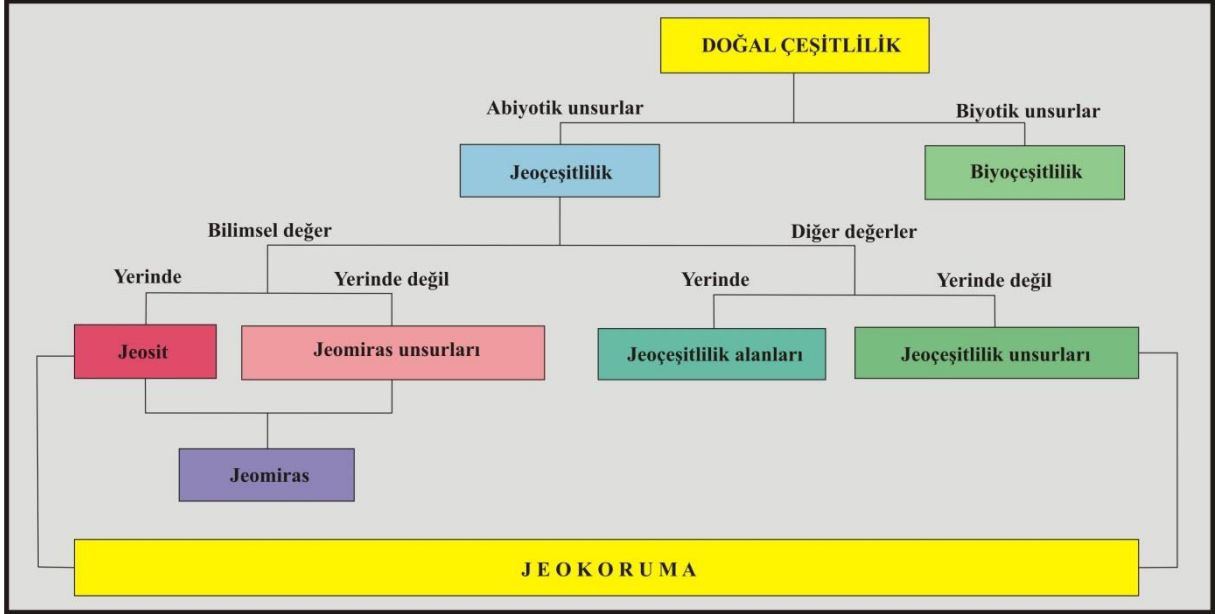 DOĞAL ÇEŞİTLİLİK
Abiyotik unsurlar
Biyotik unsurlar
Jeoçeşitlilik
Biyoçeşitlilik
Bilimsel değer
Diğer değerler
Yerinde
Yerinde değil
Yerinde
Yerinde değil
Jeosit
Jeomiras unsurları
Jeoçeşitlilik alanları
Jeoçeşitlilik unsurları
Jeomiras
JEOKORUMA